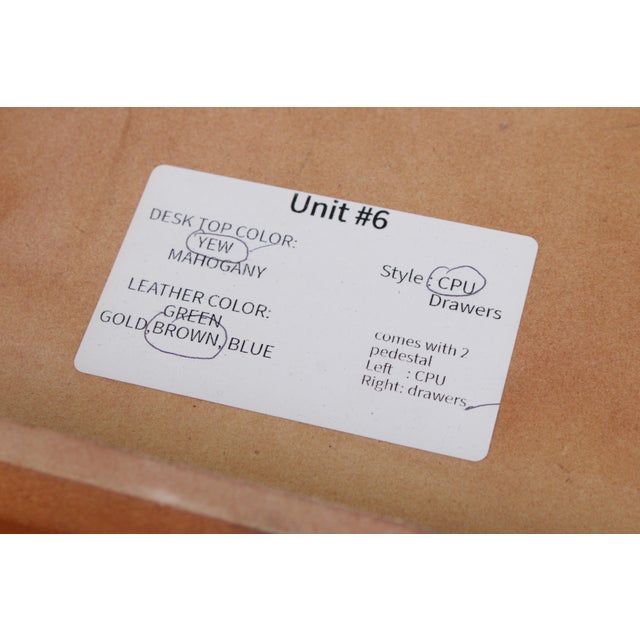 Unit #6
DESK TOP COLOR:
YEW
MAHOGANY
LEATHER COLOR:
GREEN
GOLD,BROWN, BLUE
Style : CPU
Drawers
comes with 2
pedestal
Left : CPU
Right: drawers